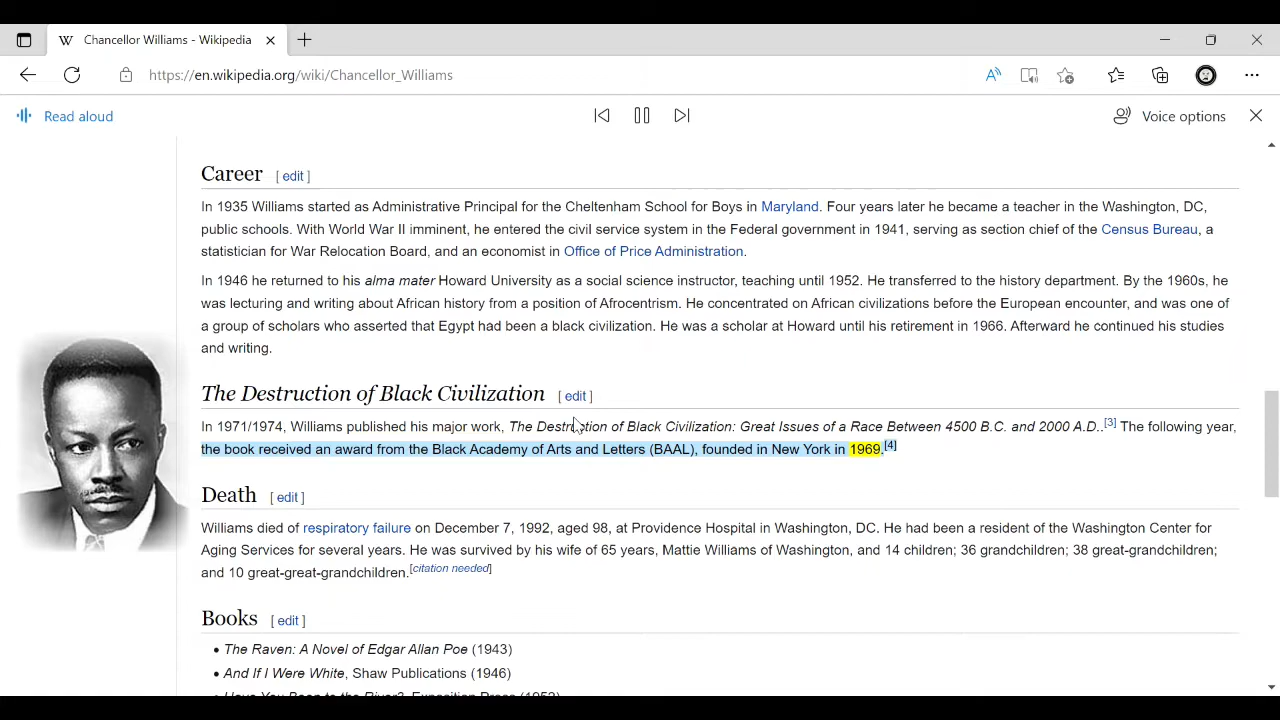 W Chancellor Williams - Wikipedia
https://en.wikipedia.org/wiki/Chancellor_Williams
Read aloud
Voice options
Career [ edit ]
In 1935 Williams started as Administrative Principal for the Cheltenham School for Boys in Maryland. Four years later he became a teacher in the Washington, DC,
public schools. With World War II imminent, he entered the civil service system in the Federal government in 1941, serving as section chief of the Census Bureau, a
statistician for War Relocation Board, and an economist in Office of Price Administration.
In 1946 he returned to his alma mater Howard University as a social science instructor, teaching until 1952. He transferred to the history department. By the 1960s, he
was lecturing and writing about African history from a position of Afrocentrism. He concentrated on African civilizations before the European encounter, and was one of
a group of scholars who asserted that Egypt had been a black civilization. He was a scholar at Howard until his retirement in 1966. Afterward he continued his studies
and writing.
The Destruction of Black Civilization [ edit ]
In 1971/1974, Williams published his major work, The Destruction of Black Civilization: Great Issues of a Race Between 4500 B.C. and 2000 A.D..[3] The following year,
the book received an award from the Black Academy of Arts and Letters (BAAL), founded in New York in 1969.[4]
Death [ edit ]
Williams died of respiratory failure on December 7, 1992, aged 98, at Providence Hospital in Washington, DC. He had been a resident of the Washington Center for
Aging Services for several years. He was survived by his wife of 65 years, Mattie Williams of Washington, and 14 children; 36 grandchildren; 38 great-grandchildren;
and 10 great-great-grandchildren.[citation needed]
Books [ edit ]
• The Raven: A Novel of Edgar Allan Poe (1943)
• And If I Were White, Shaw Publications (1946)
• Have You Been to the River?, Exposition Press (1952)